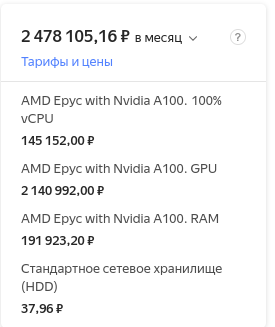 2 478 105,16 ₽ в месяц
?
Тарифы и цены
AMD Epyc with Nvidia A100. 100%
vCPU
145 152,00 ₽
AMD Epyc with Nvidia A100. GPU
2 140 992,00 ₽
AMD Epyc with Nvidia A100. RAM
191 923,20 ₽
Стандартное сетевое хранилище
(HDD)
37,96 ₽